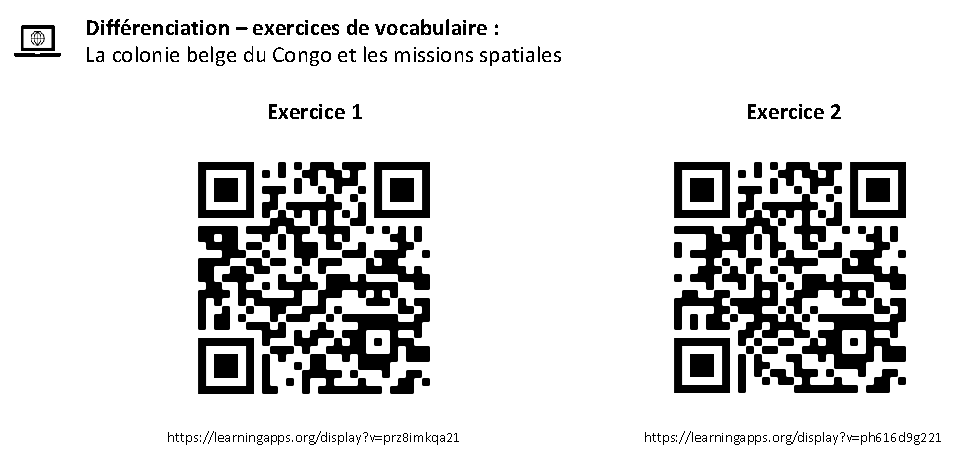 Différenciation – exercices de vocabulaire :
La colonie belge du Congo et les missions spatiales
Exercice 1
Exercice 2
https://learningapps.org/display?v=prz8imkqa21
https://learningapps.org/display?v=ph616d9g221